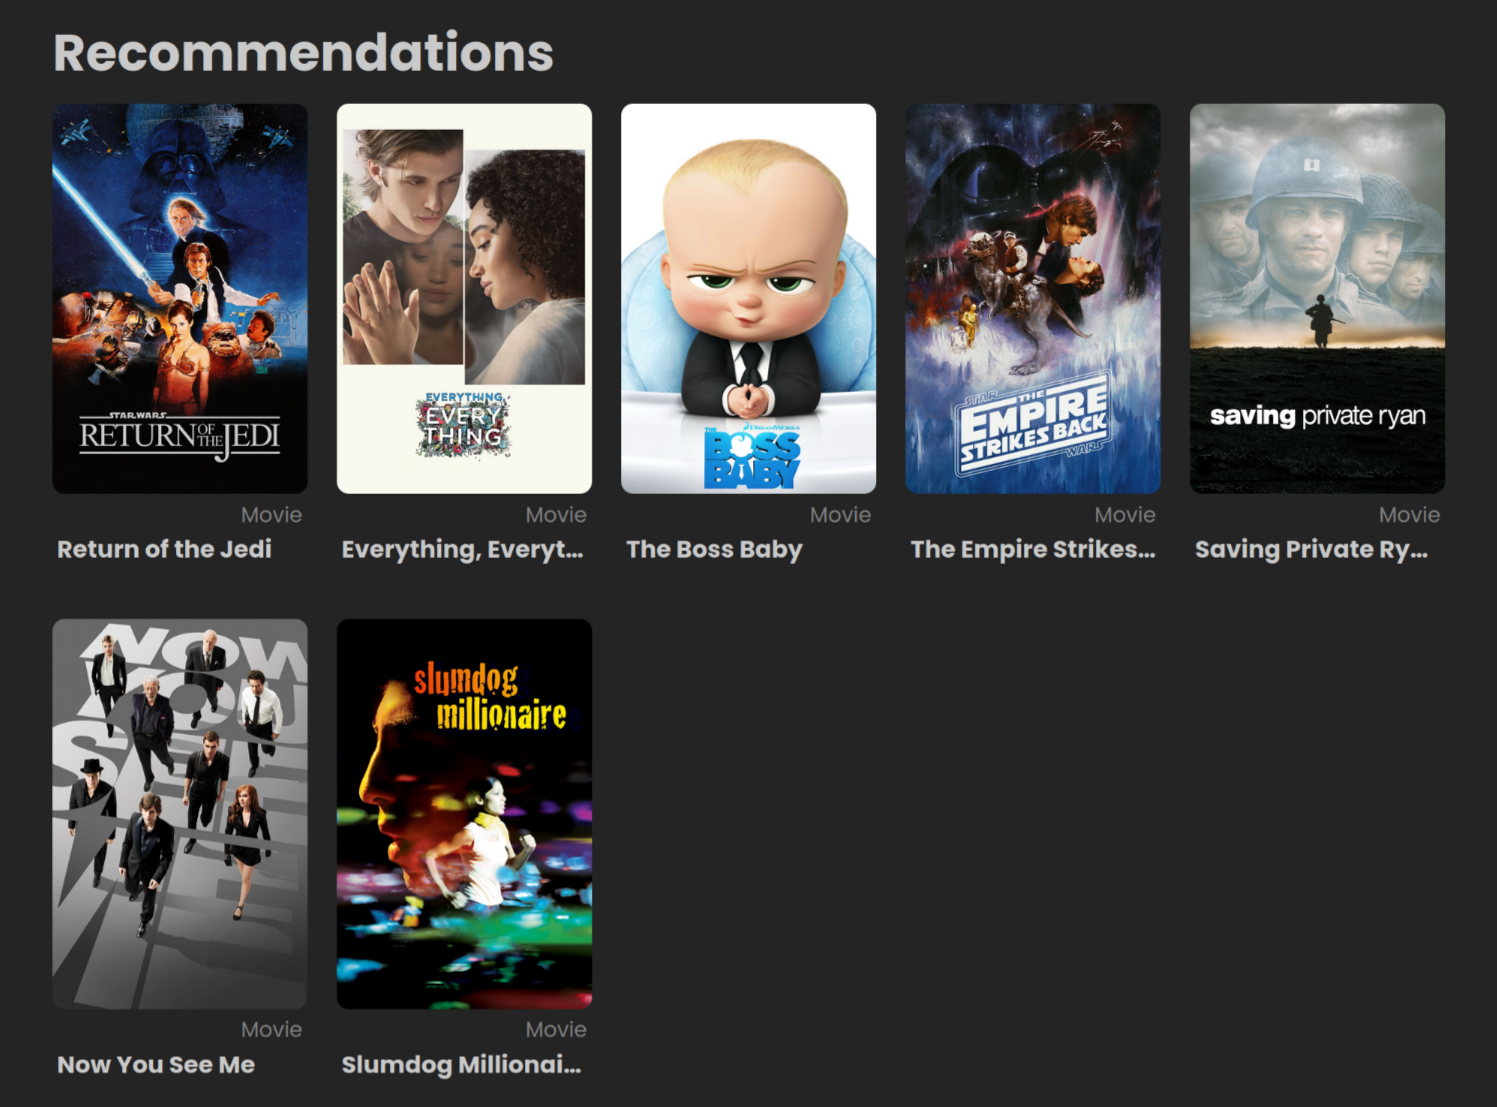 Recommendations
STAR WARS
RETURN OF THE JEDI
EVERYTHING,
EVERY
THING
THE
DREAMWORKS
BOSS
BABY
STAR
THE
EMPIRE
STRIKES BACK
WARS
saving private ryan
Movie
Movie
Movie
Movie
Movie
Return of the Jedi
Everything, Everyt...
The Boss Baby
The Empire Strikes...
Saving Private Ry...
NOW
YOU
SEE
ME
slumdog
millionaire
Movie
Movie
Now You See Me
Slumdog Millionai...